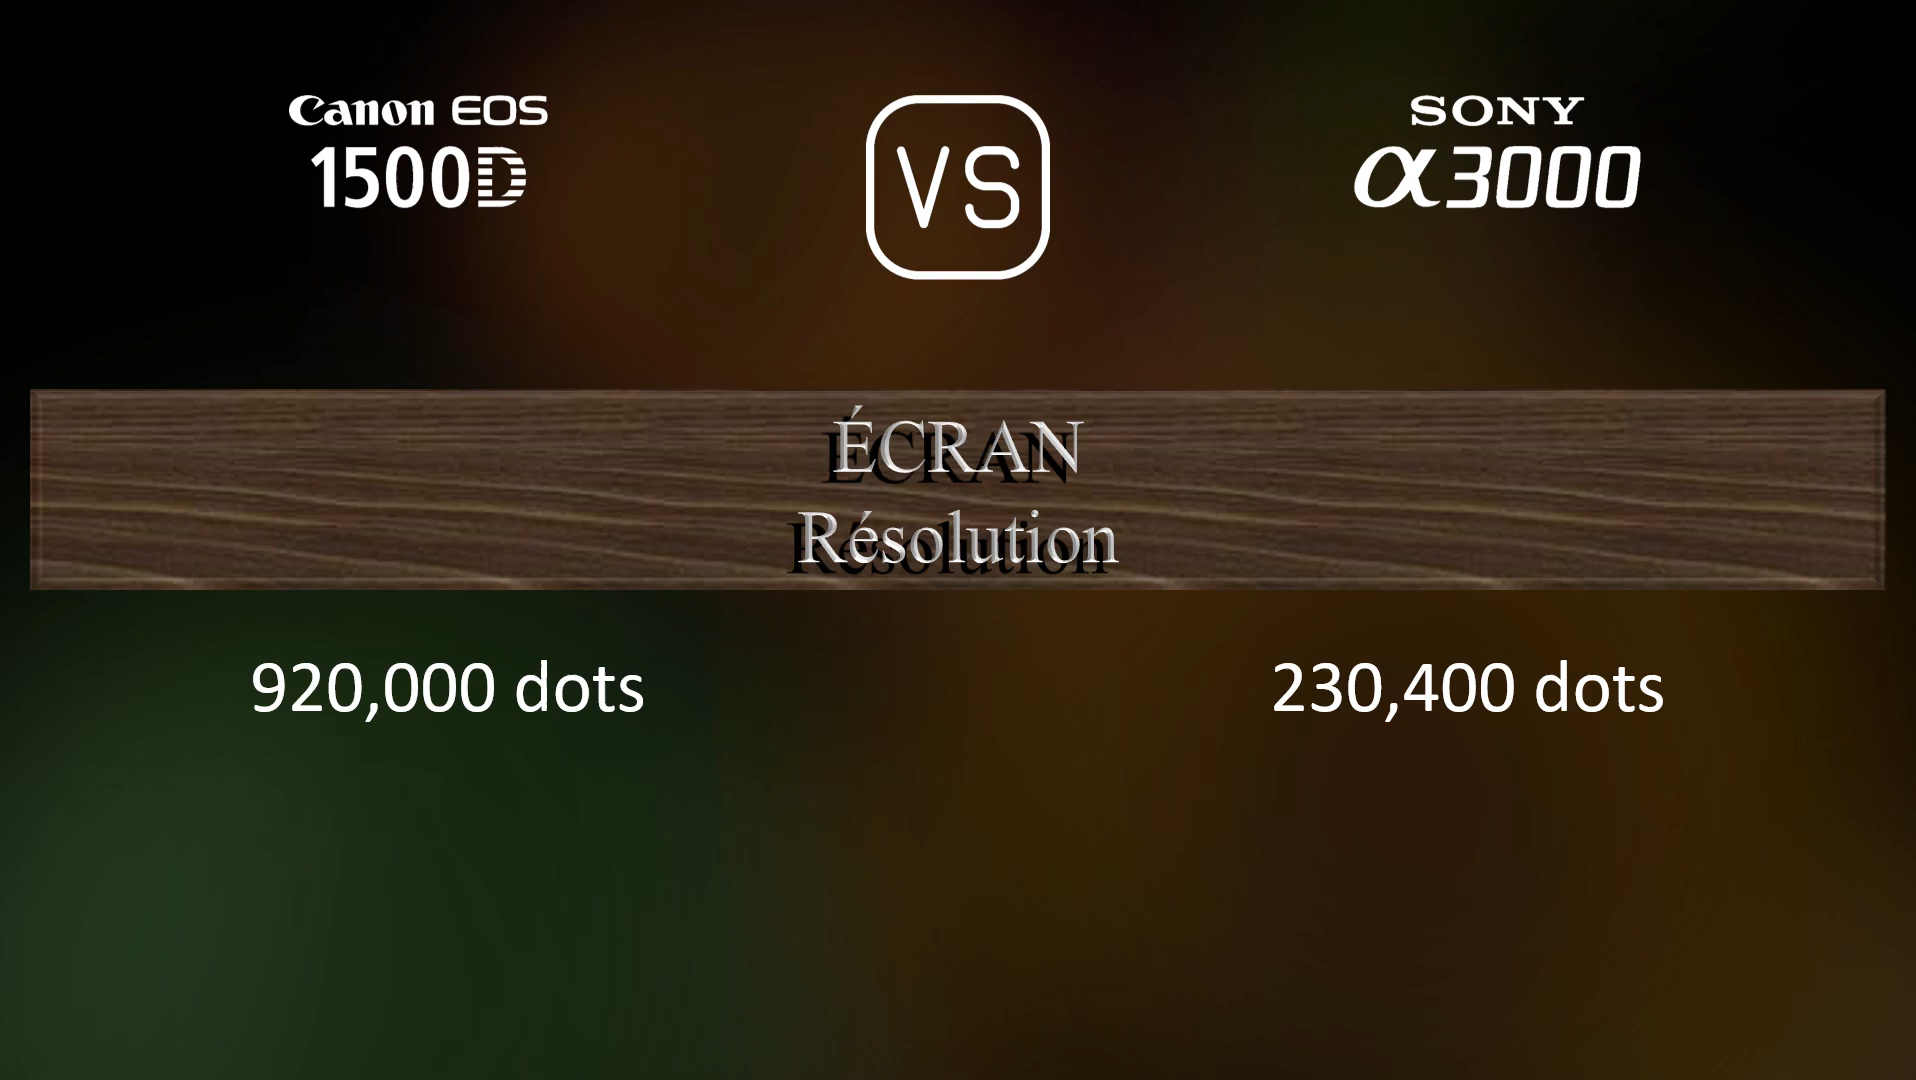 Canon EOS
1500D
VS
SONY
α3000
ÉCRAN
Résolution
920,000 dots
230,400 dots